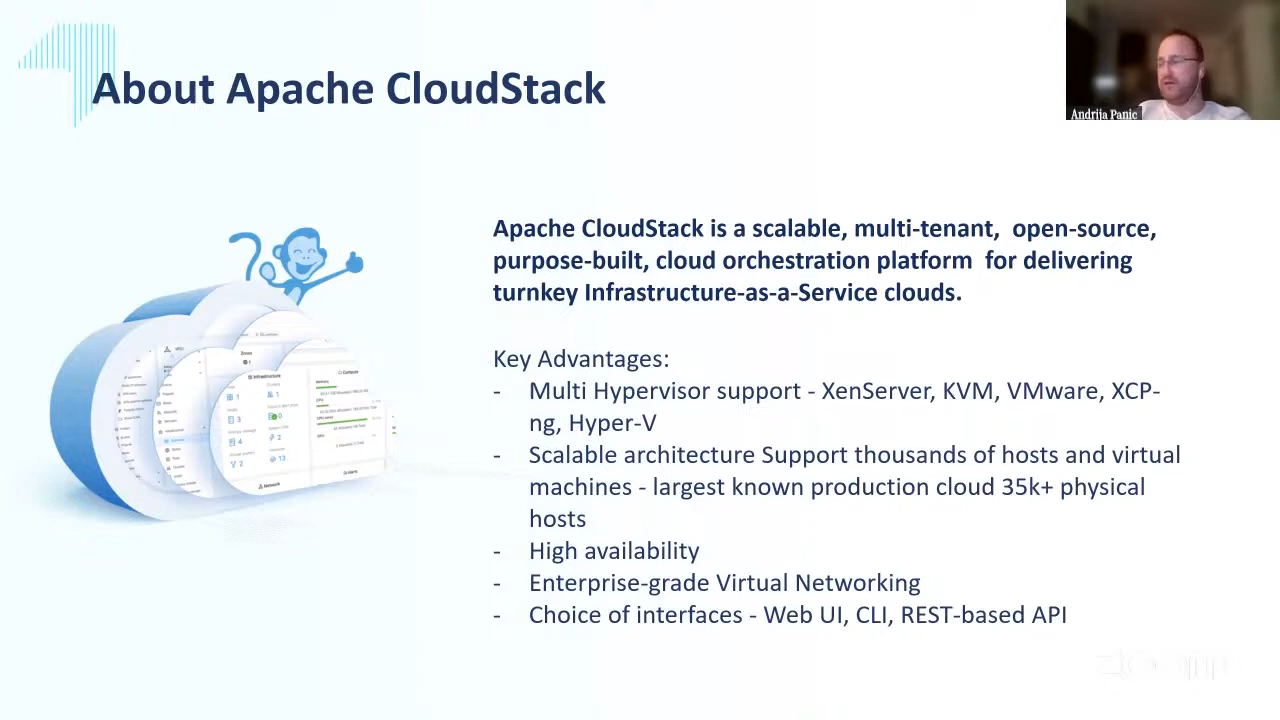 About Apache CloudStack
Andrija Panic
Apache CloudStack is a scalable, multi-tenant, open-source,
purpose-built, cloud orchestration platform for delivering
turnkey Infrastructure-as-a-Service clouds.
Key Advantages:
- Multi Hypervisor support - XenServer, KVM, VMware, XCP-
ng, Hyper-V
- Scalable architecture Support thousands of hosts and virtual
machines - largest known production cloud 35k+ physical
hosts
- High availability
- Enterprise-grade Virtual Networking
- Choice of interfaces - Web UI, CLI, REST-based API
Infrastructure
Compute
Network